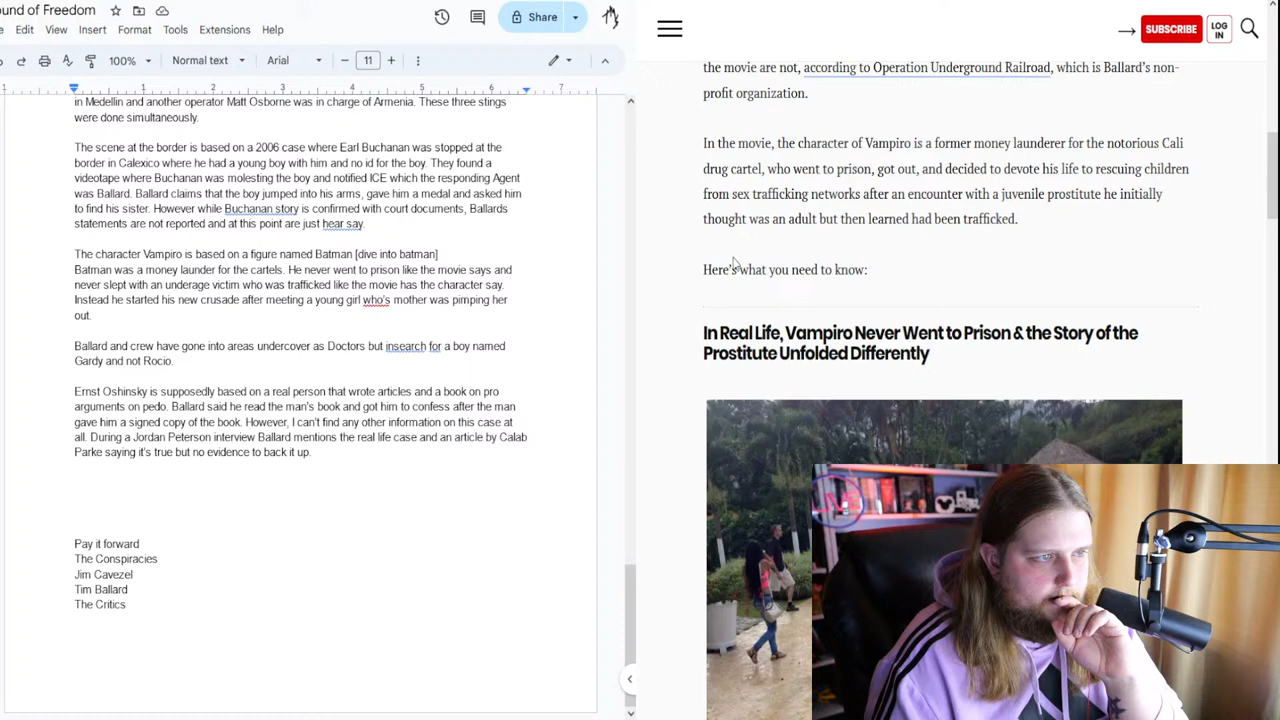 ound of Freedom
Share
Edit View Insert Format Tools Extensions Help
100% Normal text Arial 11
1 1 2 3 4 5 6 7
in Medellin and another operator Matt Osborne was in charge of Armenia. These three stings
were done simultaneously.
The scene at the border is based on a 2006 case where Earl Buchanan was stopped at the
border in Calexico where he had a young boy with him and no id for the boy. They found a
videotape where Buchanan was molesting the boy and notified ICE which the responding Agent
was Ballard. Ballard claims that the boy jumped into his arms, gave him a medal and asked him
to find his sister. However while Buchanan story is confirmed with court documents, Ballards
statements are not reported and at this point are just hear say.
The character Vampiro is based on a figure named Batman [dive into batman]
Batman was a money launder for the cartels. He never went to prison like the movie says and
never slept with an underage victim who was trafficked like the movie has the character say.
Instead he started his new crusade after meeting a young girl who's mother was pimping her
out.
Ballard and crew have gone into areas undercover as Doctors but insearch for a boy named
Gardy and not Rocio.
Ernst Oshinsky is supposedly based on a real person that wrote articles and a book on pro
arguments on pedo. Ballard said he read the man's book and got him to confess after the man
gave him a signed copy of the book. However, I can't find any other information on this case at
all. During a Jordan Peterson interview Ballard mentions the real life case and an article by Calab
Parke saying it's true but no evidence to back it up.
Pay it forward
The Conspiracies
Jim Cavezel
Tim Ballard
The Critics
SUBSCRIBE
LOG
IN
the movie are not, according to Operation Underground Railroad, which is Ballard's non-
profit organization.
In the movie, the character of Vampiro is a former money launderer for the notorious Cali
drug cartel, who went to prison, got out, and decided to devote his life to rescuing children
from sex trafficking networks after an encounter with a juvenile prostitute he initially
thought was an adult but then learned had been trafficked.
Here's what you need to know:
In Real Life, Vampiro Never Went to Prison & the Story of the
Prostitute Unfolded Differently
LIVE